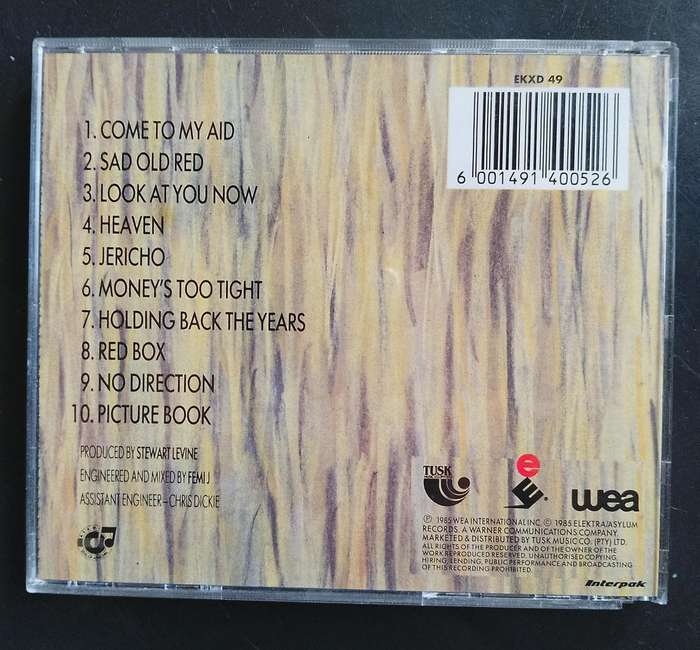 EKXD 49
6 001491 400526
1. COME TO MY AID
2. SAD OLD RED
3. LOOK AT YOU NOW
4. HEAVEN
5. JERICHO
6. MONEY'S TOO TIGHT
7. HOLDING BACK THE YEARS
8. RED BOX
9. NO DIRECTION
10. PICTURE BOOK
PRODUCED BY STEWART LEVINE
ENGINEERED AND MIXED BY FEMI J
ASSISTANT ENGINEER – CHRIS DICKIE
TUSK
e
wea
℗ 1985 WEA INTERNATIONAL INC. © 1985 ELEKTRA/ASYLUM
RECORDS, A WARNER COMMUNICATIONS COMPANY.
MARKETED & DISTRIBUTED BY TUSK MUSIC CO. (PTY) LTD.
ALL RIGHTS OF THE PRODUCER AND OF THE OWNER OF THE
WORK REPRODUCED RESERVED. UNAUTHORISED COPYING,
HIRING, LENDING, PUBLIC PERFORMANCE AND BROADCASTING
OF THIS RECORDING PROHIBITED.
Interpak